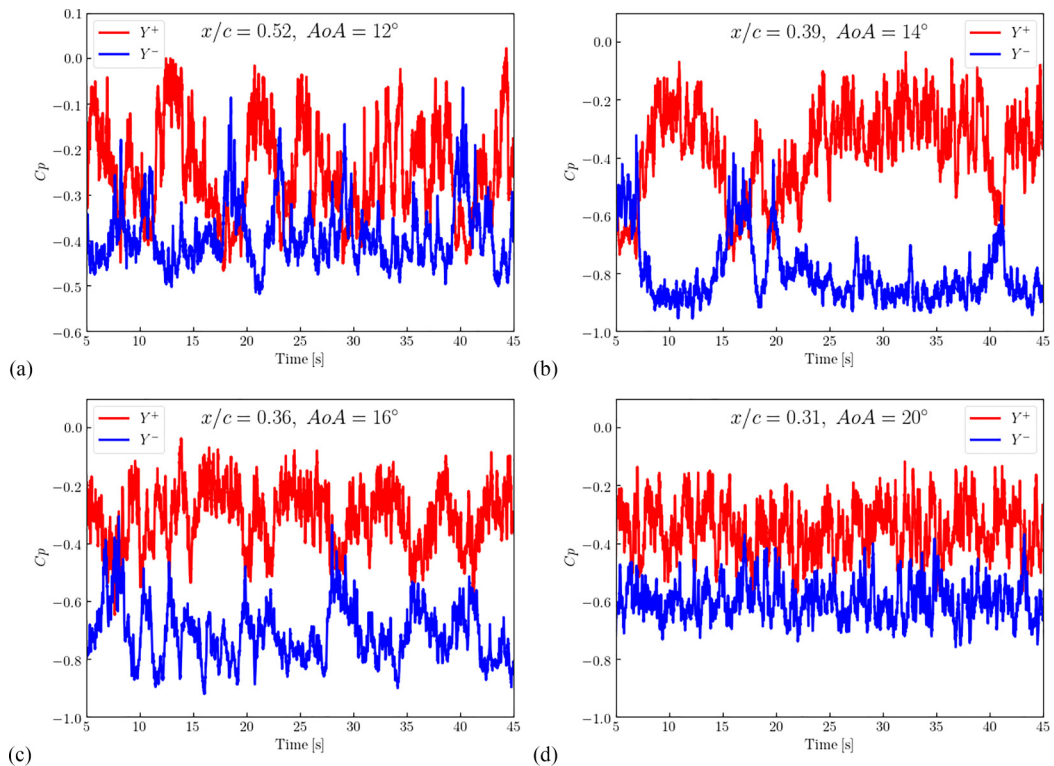 x/c = 0.52, AoA = 12°
Y⁺
Y⁻
0.1
0.0
−0.1
−0.2
−0.3
−0.4
−0.5
−0.6
C_p
5 10 15 20 25 30 35 40 45
Time [s]
(a)
x/c = 0.39, AoA = 14°
Y⁺
Y⁻
0.0
−0.2
−0.4
−0.6
−0.8
−1.0
C_p
5 10 15 20 25 30 35 40 45
Time [s]
(b)
x/c = 0.36, AoA = 16°
Y⁺
Y⁻
0.0
−0.2
−0.4
−0.6
−0.8
−1.0
C_p
5 10 15 20 25 30 35 40 45
Time [s]
(c)
x/c = 0.31, AoA = 20°
Y⁺
Y⁻
0.0
−0.2
−0.4
−0.6
−0.8
−1.0
C_p
5 10 15 20 25 30 35 40 45
Time [s]
(d)